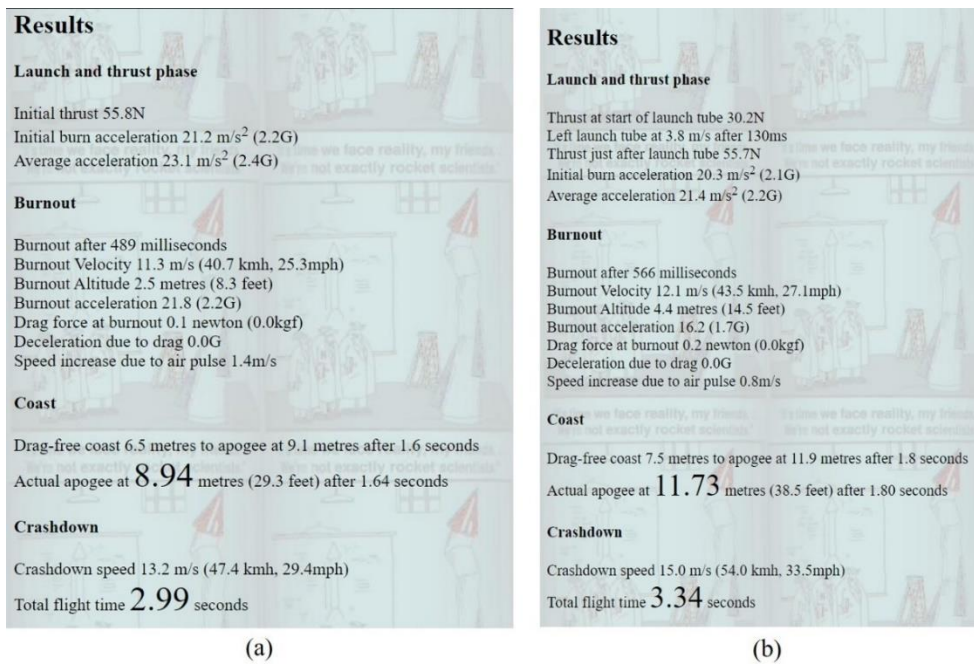 Results
Launch and thrust phase
Initial thrust 55.8N
Initial burn acceleration 21.2 m/s² (2.2G)
Average acceleration 23.1 m/s² (2.4G)
Burnout
Burnout after 489 milliseconds
Burnout Velocity 11.3 m/s (40.7 kmh, 25.3mph)
Burnout Altitude 2.5 metres (8.3 feet)
Burnout acceleration 21.8 (2.2G)
Drag force at burnout 0.1 newton (0.0kgf)
Deceleration due to drag 0.0G
Speed increase due to air pulse 1.4m/s
Coast
Drag-free coast 6.5 metres to apogee at 9.1 metres after 1.6 seconds
Actual apogee at 8.94 metres (29.3 feet) after 1.64 seconds
Crashdown
Crashdown speed 13.2 m/s (47.4 kmh, 29.4mph)
Total flight time 2.99 seconds
(a)
Results
Launch and thrust phase
Thrust at start of launch tube 30.2N
Left launch tube at 3.8 m/s after 130ms
Thrust just after launch tube 55.7N
Initial burn acceleration 20.3 m/s² (2.1G)
Average acceleration 21.4 m/s² (2.2G)
Burnout
Burnout after 566 milliseconds
Burnout Velocity 12.1 m/s (43.5 kmh, 27.1mph)
Burnout Altitude 4.4 metres (14.5 feet)
Burnout acceleration 16.2 (1.7G)
Drag force at burnout 0.2 newton (0.0kgf)
Deceleration due to drag 0.0G
Speed increase due to air pulse 0.8m/s
Coast
Drag-free coast 7.5 metres to apogee at 11.9 metres after 1.8 seconds
Actual apogee at 11.73 metres (38.5 feet) after 1.80 seconds
Crashdown
Crashdown speed 15.0 m/s (54.0 kmh, 33.5mph)
Total flight time 3.34 seconds
(b)